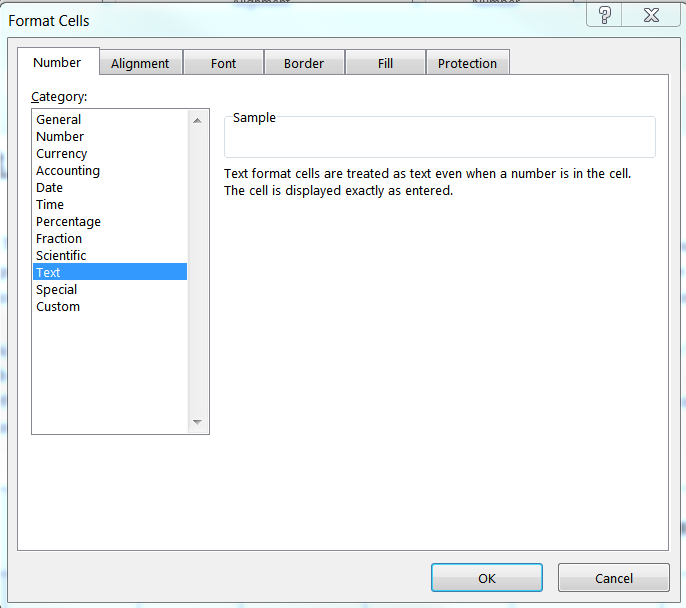 Format Cells
Number
Alignment
Font
Border
Fill
Protection
Category:
General
Number
Currency
Accounting
Date
Time
Percentage
Fraction
Scientific
Text
Special
Custom
Sample
Text format cells are treated as text even when a number is in the cell.
The cell is displayed exactly as entered.
OK
Cancel